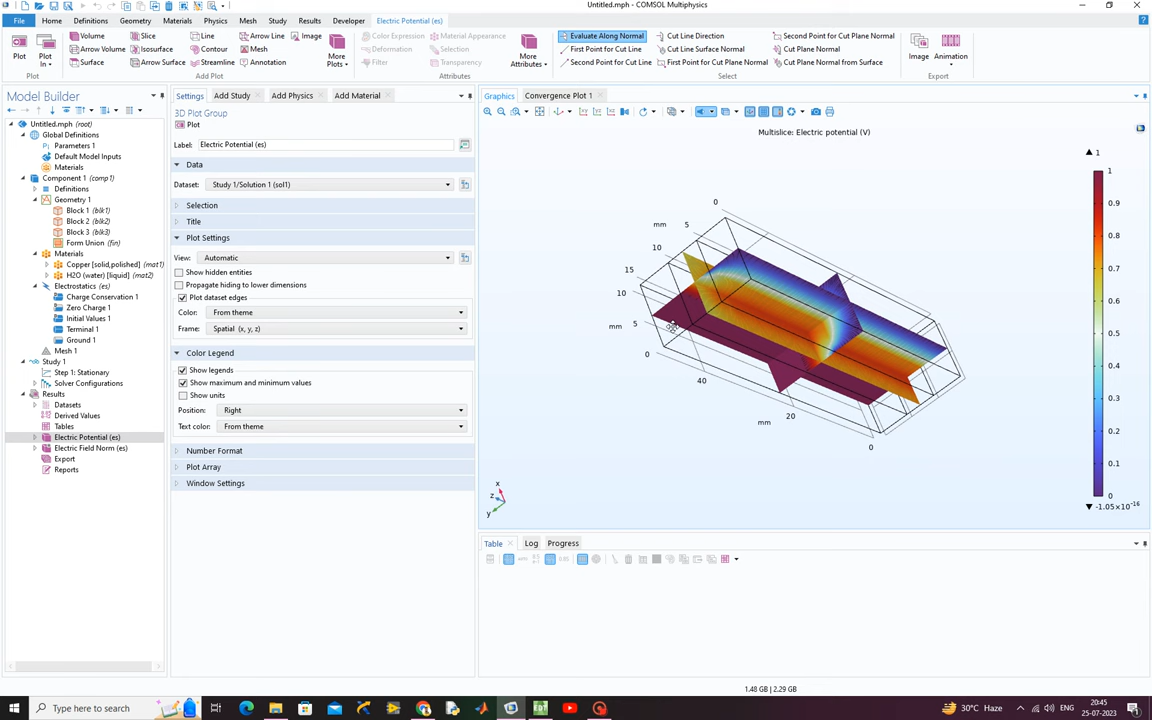 Untitled.mph - COMSOL Multiphysics
File Home Definitions Geometry Materials Physics Mesh Study Results Developer Electric Potential (es)
Plot
Plot In
Volume
Arrow Volume
Surface
Slice
Isosurface
Arrow Surface
Line
Contour
Streamline
Arrow Line
Mesh
Annotation
Image
More Plots
Color Expression
Deformation
Filter
Material Appearance
Selection
Transparency
More Attributes
Evaluate Along Normal
First Point for Cut Line
Second Point for Cut Line
Cut Line Direction
Cut Line Surface Normal
First Point for Cut Plane Normal
Second Point for Cut Plane Normal
Cut Plane Normal
Cut Plane Normal from Surface
Image
Animation
Plot
Add Plot
Attributes
Select
Export
Model Builder
Untitled.mph (root)
Global Definitions
Parameters 1
Default Model Inputs
Materials
Component 1 (comp1)
Definitions
Geometry 1
Block 1 (blk1)
Block 2 (blk2)
Block 3 (blk3)
Form Union (fin)
Materials
Copper [solid,polished] (mat1)
H2O (water) [liquid] (mat2)
Electrostatics (es)
Charge Conservation 1
Zero Charge 1
Initial Values 1
Terminal 1
Ground 1
Mesh 1
Study 1
Step 1: Stationary
Solver Configurations
Results
Datasets
Derived Values
Tables
Electric Potential (es)
Electric Field Norm (es)
Export
Reports
Settings Add Study Add Physics Add Material
3D Plot Group
Plot
Label: Electric Potential (es)
Data
Dataset: Study 1/Solution 1 (sol1)
Selection
Title
Plot Settings
View: Automatic
Show hidden entities
Propagate hiding to lower dimensions
Plot dataset edges
Color: From theme
Frame: Spatial (x, y, z)
Color Legend
Show legends
Show maximum and minimum values
Show units
Position: Right
Text color: From theme
Number Format
Plot Array
Window Settings
Graphics Convergence Plot 1
Multislice: Electric potential (V)
0
mm 5
10
15
10
mm 5
0
40
20
mm
0
x
z
y
1
1
0.9
0.8
0.7
0.6
0.5
0.4
0.3
0.2
0.1
0
-1.05×10⁻¹⁶
Table Log Progress
1.48 GB | 2.29 GB
Type here to search
30°C Haze
ENG
20:45
25-07-2023